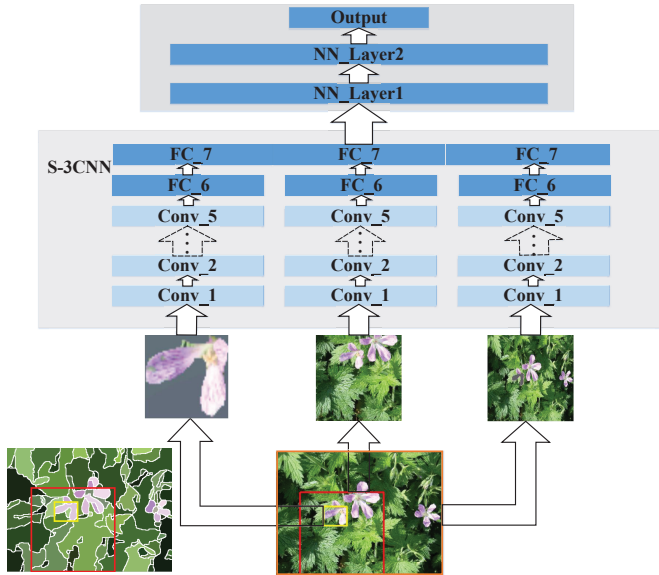 Output
NN_Layer2
NN_Layer1
S-3CNN
FC_7 FC_7 FC_7
FC_6 FC_6 FC_6
Conv_5 Conv_5 Conv_5
Conv_2 Conv_2 Conv_2
Conv_1 Conv_1 Conv_1